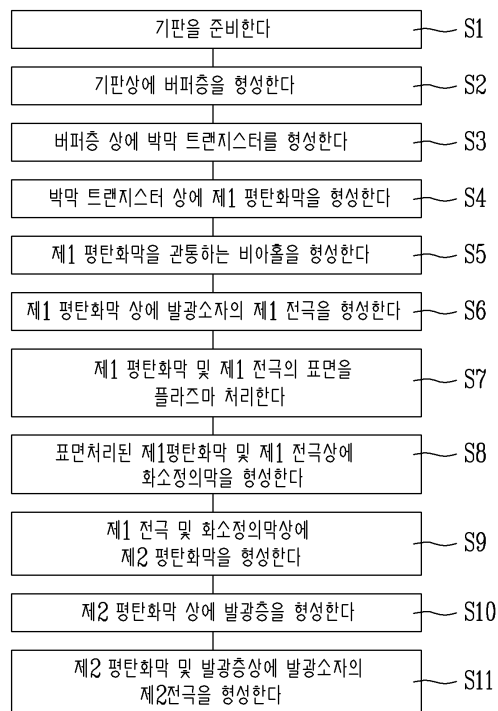 기판을 준비한다 S1
기판상에 버퍼층을 형성한다 S2
버퍼층 상에 박막 트랜지스터를 형성한다 S3
박막 트랜지스터 상에 제1 평탄화막을 형성한다 S4
제1 평탄화막을 관통하는 비아홀을 형성한다 S5
제1 평탄화막 상에 발광소자의 제1 전극을 형성한다 S6
제1 평탄화막 및 제1 전극의 표면을
플라즈마 처리한다 S7
표면처리된 제1평탄화막 및 제1 전극상에
화소정의막을 형성한다 S8
제1 전극 및 화소정의막상에
제2 평탄화막을 형성한다 S9
제2 평탄화막 상에 발광층을 형성한다 S10
제2 평탄화막 및 발광층상에 발광소자의
제2전극을 형성한다 S11